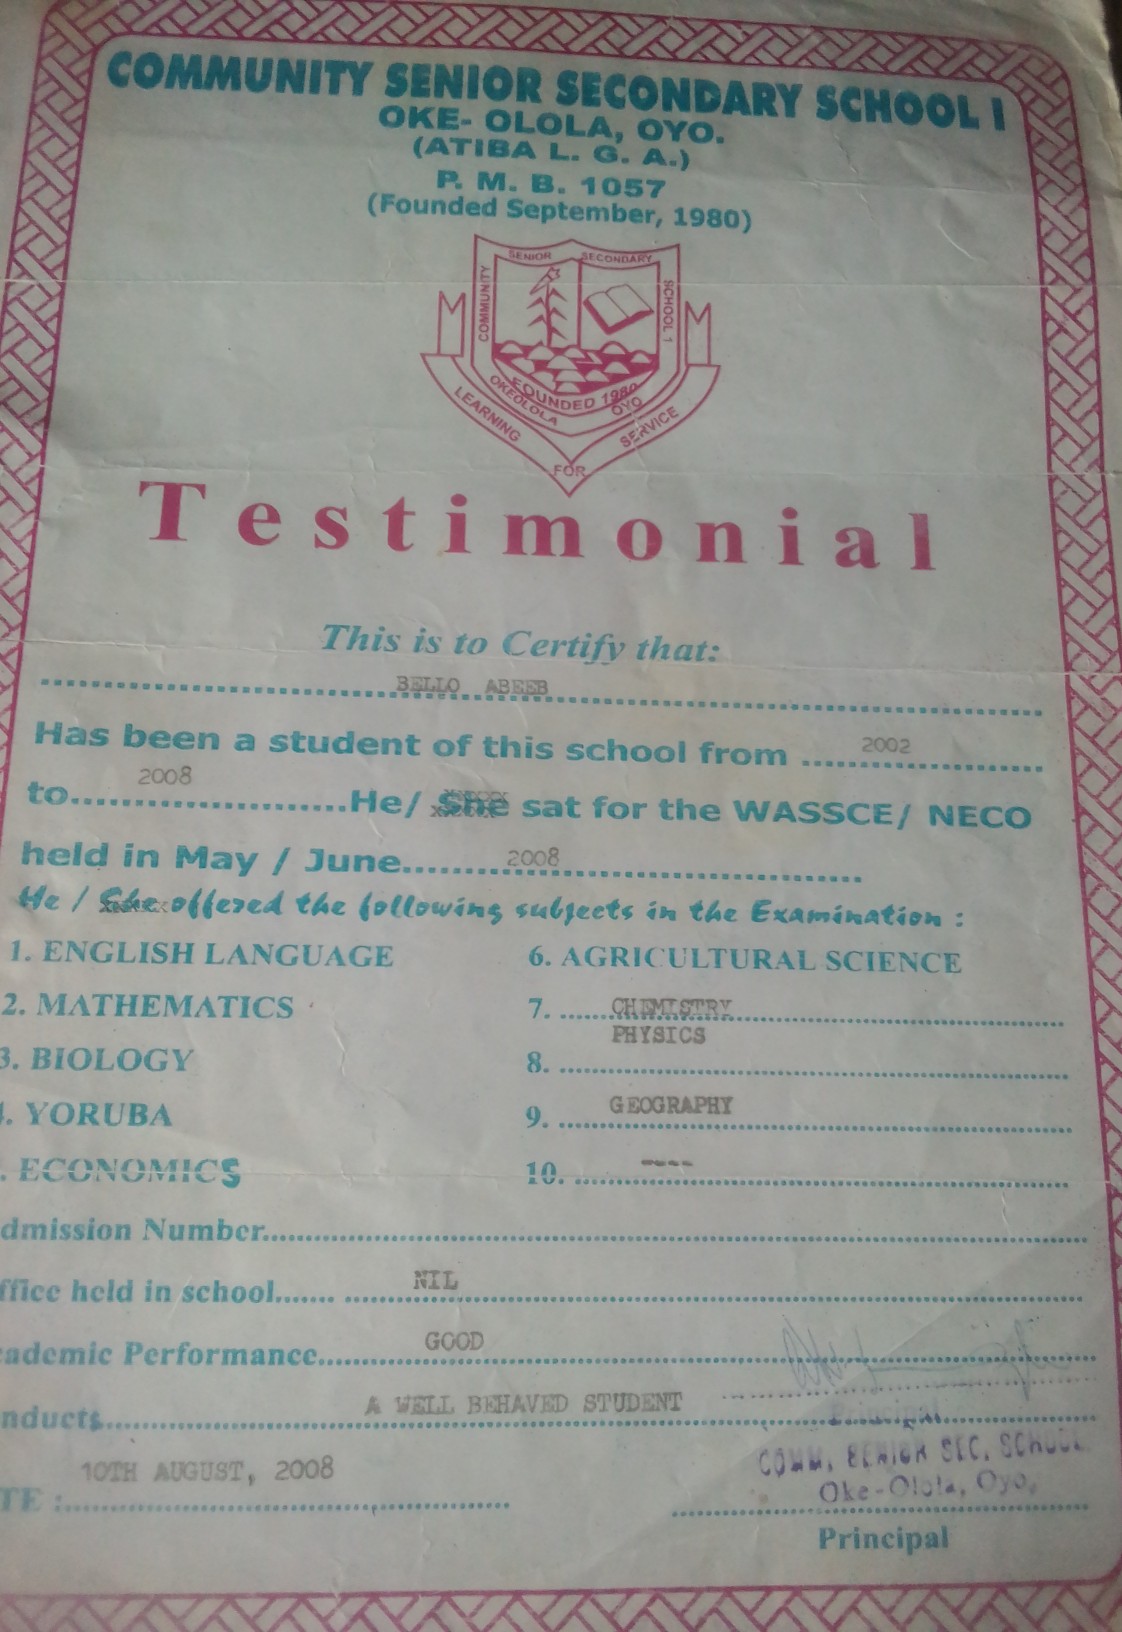 COMMUNITY SENIOR SECONDARY SCHOOL I
OKE- OLOLA, OYO.
(ATIBA L. G. A.)
P. M. B. 1057
(Founded September, 1980)
COMMUNITY SENIOR SECONDARY SCHOOL 1
FOUNDED 1980
OKEOLOLA OYO
LEARNING FOR SERVICE
Testimonial
This is to Certify that:
BELLO ABEEB
Has been a student of this school from 2002
to 2008 He/ She sat for the WASSCE/ NECO
held in May / June 2008
He / She offered the following subjects in the Examination :
1. ENGLISH LANGUAGE
2. MATHEMATICS
3. BIOLOGY
. YORUBA
. ECONOMICS
6. AGRICULTURAL SCIENCE
7. CHEMISTRY
8. PHYSICS
9. GEOGRAPHY
10. ----
dmission Number
ffice held in school NIL
ademic Performance GOOD
nducts A WELL BEHAVED STUDENT
Principal
COMM. SENIOR SEC. SCHOOL
Oke-Olola, Oyo,
TE : 10TH AUGUST, 2008
Principal